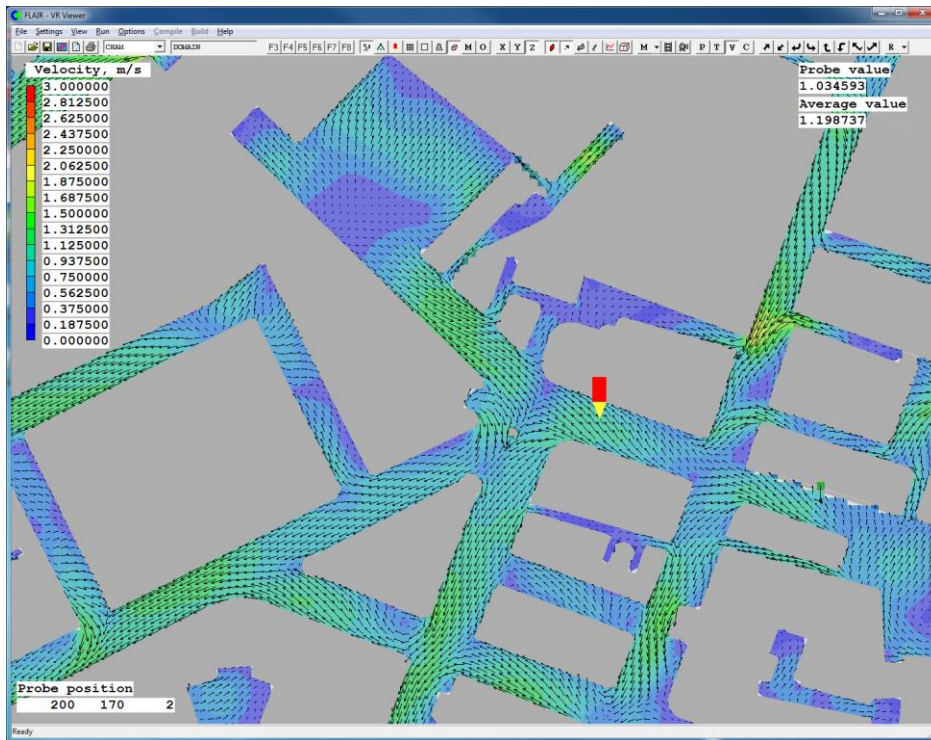 FLAIR - VR Viewer
File Settings View Run Options Compile Build Help
CHAM DOMAIN F3 F4 F5 F6 F7 F8 M O X Y Z M P T V C R
Velocity, m/s
3.000000
2.812500
2.625000
2.437500
2.250000
2.062500
1.875000
1.687500
1.500000
1.312500
1.125000
0.937500
0.750000
0.562500
0.375000
0.187500
0.000000
Probe value
1.034593
Average value
1.198737
Probe position
200 170 2
Ready